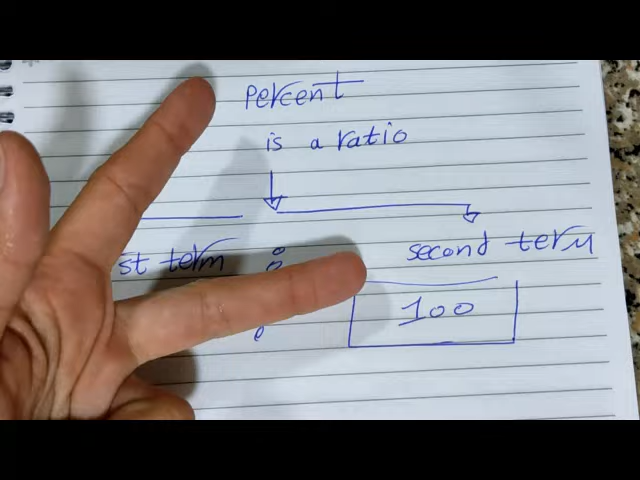 Percent
is a ratio
st term : second term
: 100